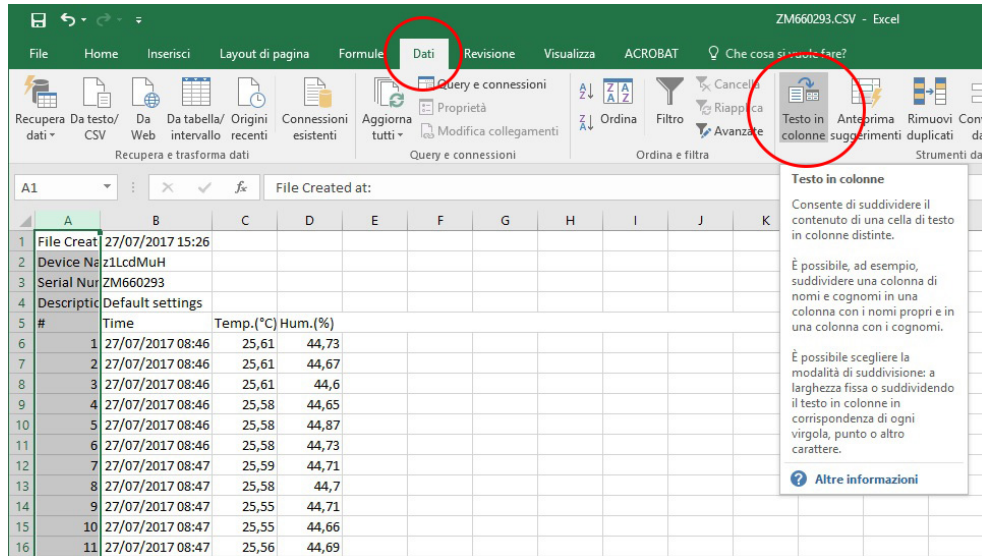 ZM660293.CSV - Excel
File Home Inserisci Layout di pagina Formule Dati Revisione Visualizza ACROBAT Che cosa si vuole fare?
Recupera dati
Da testo/ CSV
Da Web
Da tabella/ intervallo
Origini recenti
Connessioni esistenti
Recupera e trasforma dati
Aggiorna tutti
Query e connessioni
Proprietà
Modifica collegamenti
Query e connessioni
Ordina
Filtro
Cancella
Riapplica
Avanzate
Ordina e filtra
Testo in colonne
Anteprima suggerimenti
Rimuovi duplicati
Strumenti da
A1 fx File Created at:
A B C D E F G H I J K
1 File Creat 27/07/2017 15:26
2 Device Na z1LcdMuH
3 Serial Nur ZM660293
4 Descriptic Default settings
5 # Time Temp.(°C) Hum.(%)
6 1 27/07/2017 08:46 25,61 44,73
7 2 27/07/2017 08:46 25,61 44,67
8 3 27/07/2017 08:46 25,61 44,6
9 4 27/07/2017 08:46 25,58 44,65
10 5 27/07/2017 08:46 25,58 44,87
11 6 27/07/2017 08:46 25,58 44,73
12 7 27/07/2017 08:47 25,59 44,71
13 8 27/07/2017 08:47 25,58 44,7
14 9 27/07/2017 08:47 25,55 44,71
15 10 27/07/2017 08:47 25,55 44,66
16 11 27/07/2017 08:47 25,56 44,69
Testo in colonne
Consente di suddividere il
contenuto di una cella di testo
in colonne distinte.
È possibile, ad esempio,
suddividere una colonna di
nomi e cognomi in una
colonna con i nomi propri e in
una colonna con i cognomi.
È possibile scegliere la
modalità di suddivisione: a
larghezza fissa o suddividendo
il testo in colonne in
corrispondenza di ogni
virgola, punto o altro
carattere.
Altre informazioni